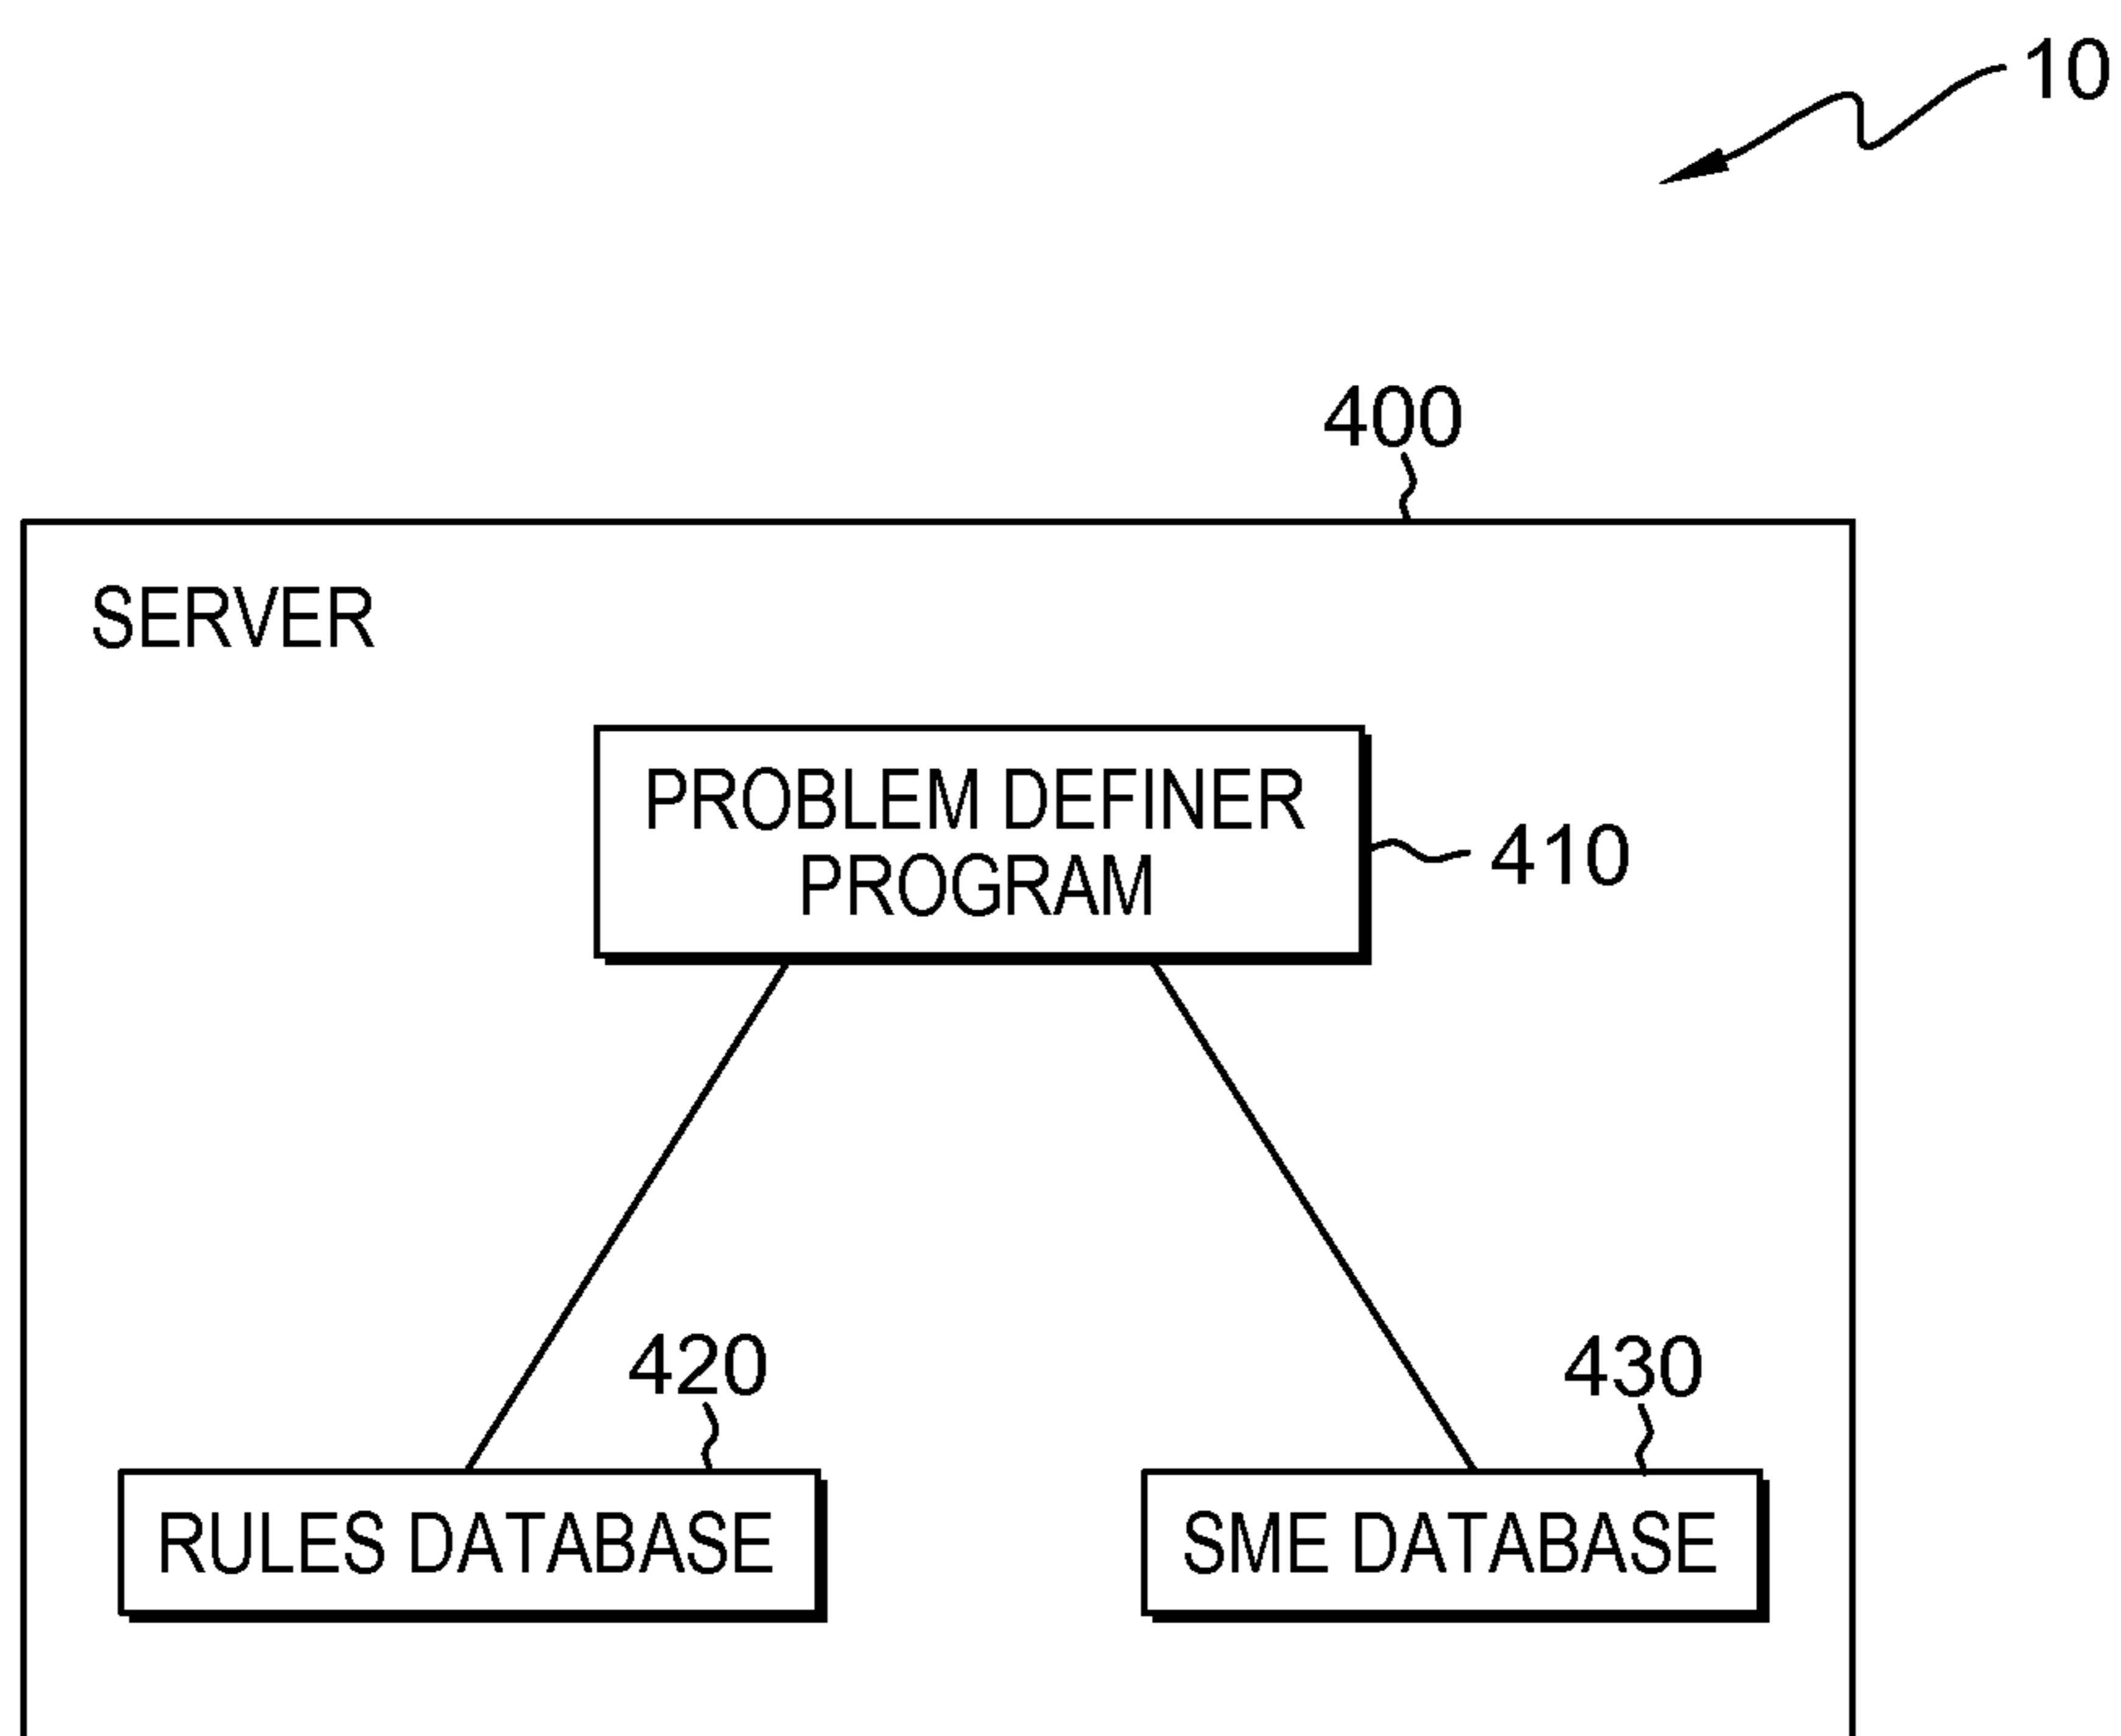 10
400
SERVER
PROBLEM DEFINER
PROGRAM
410
420
430
RULES DATABASE
SME DATABASE